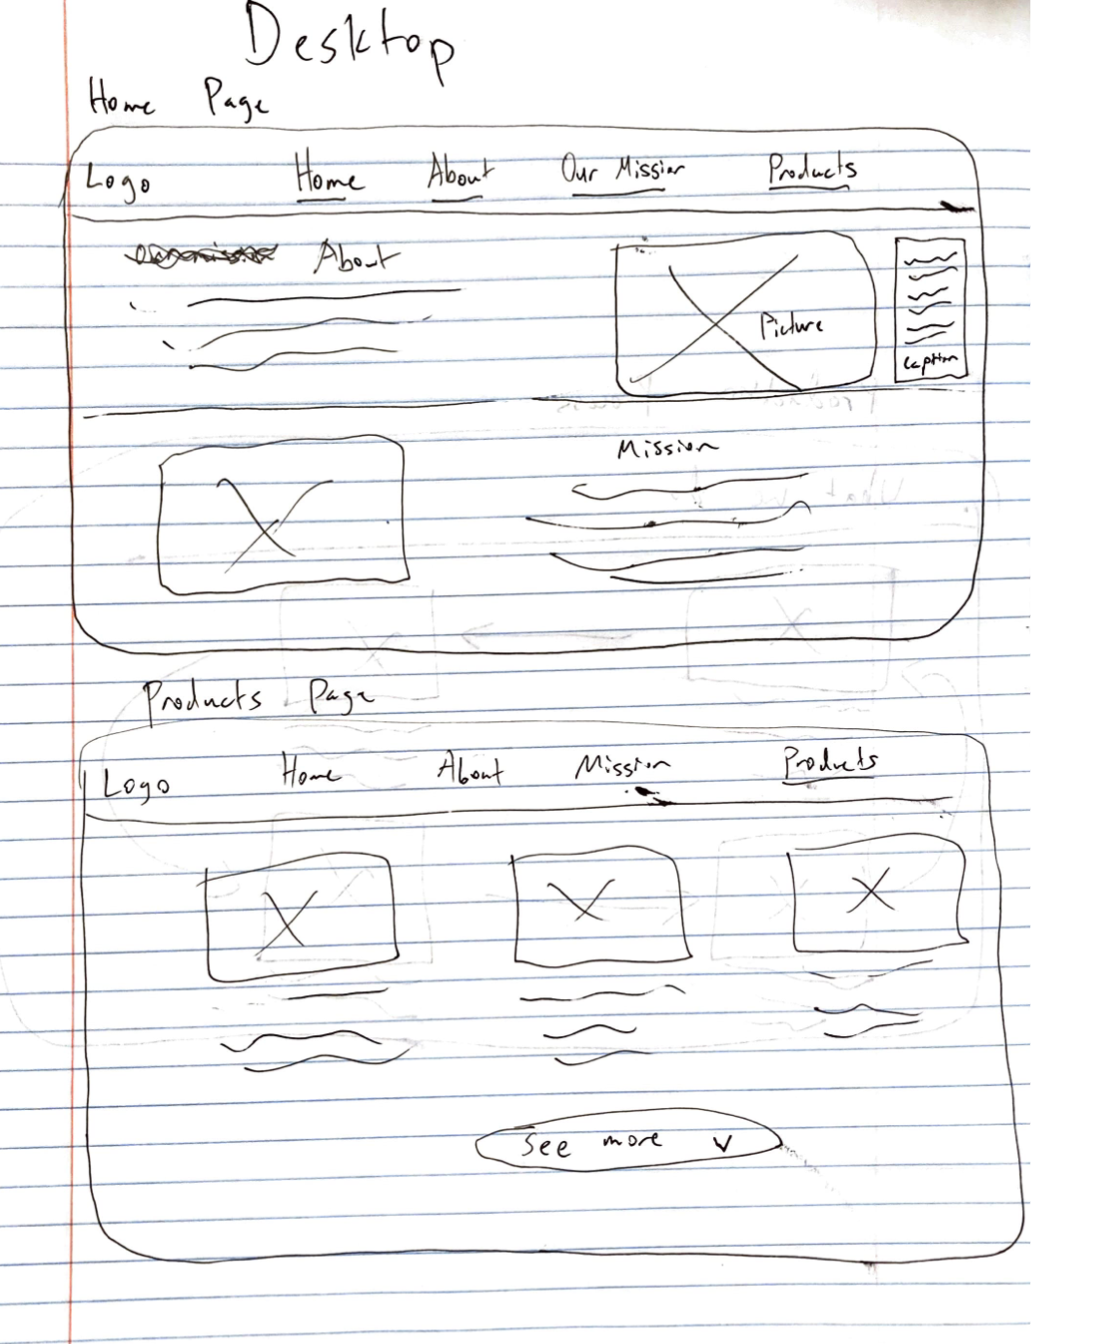 Desktop
Home Page
Logo Home About Our Mission Products
About
Picture
Caption
Mission
Products Page
Logo Home About Mission Products
See more